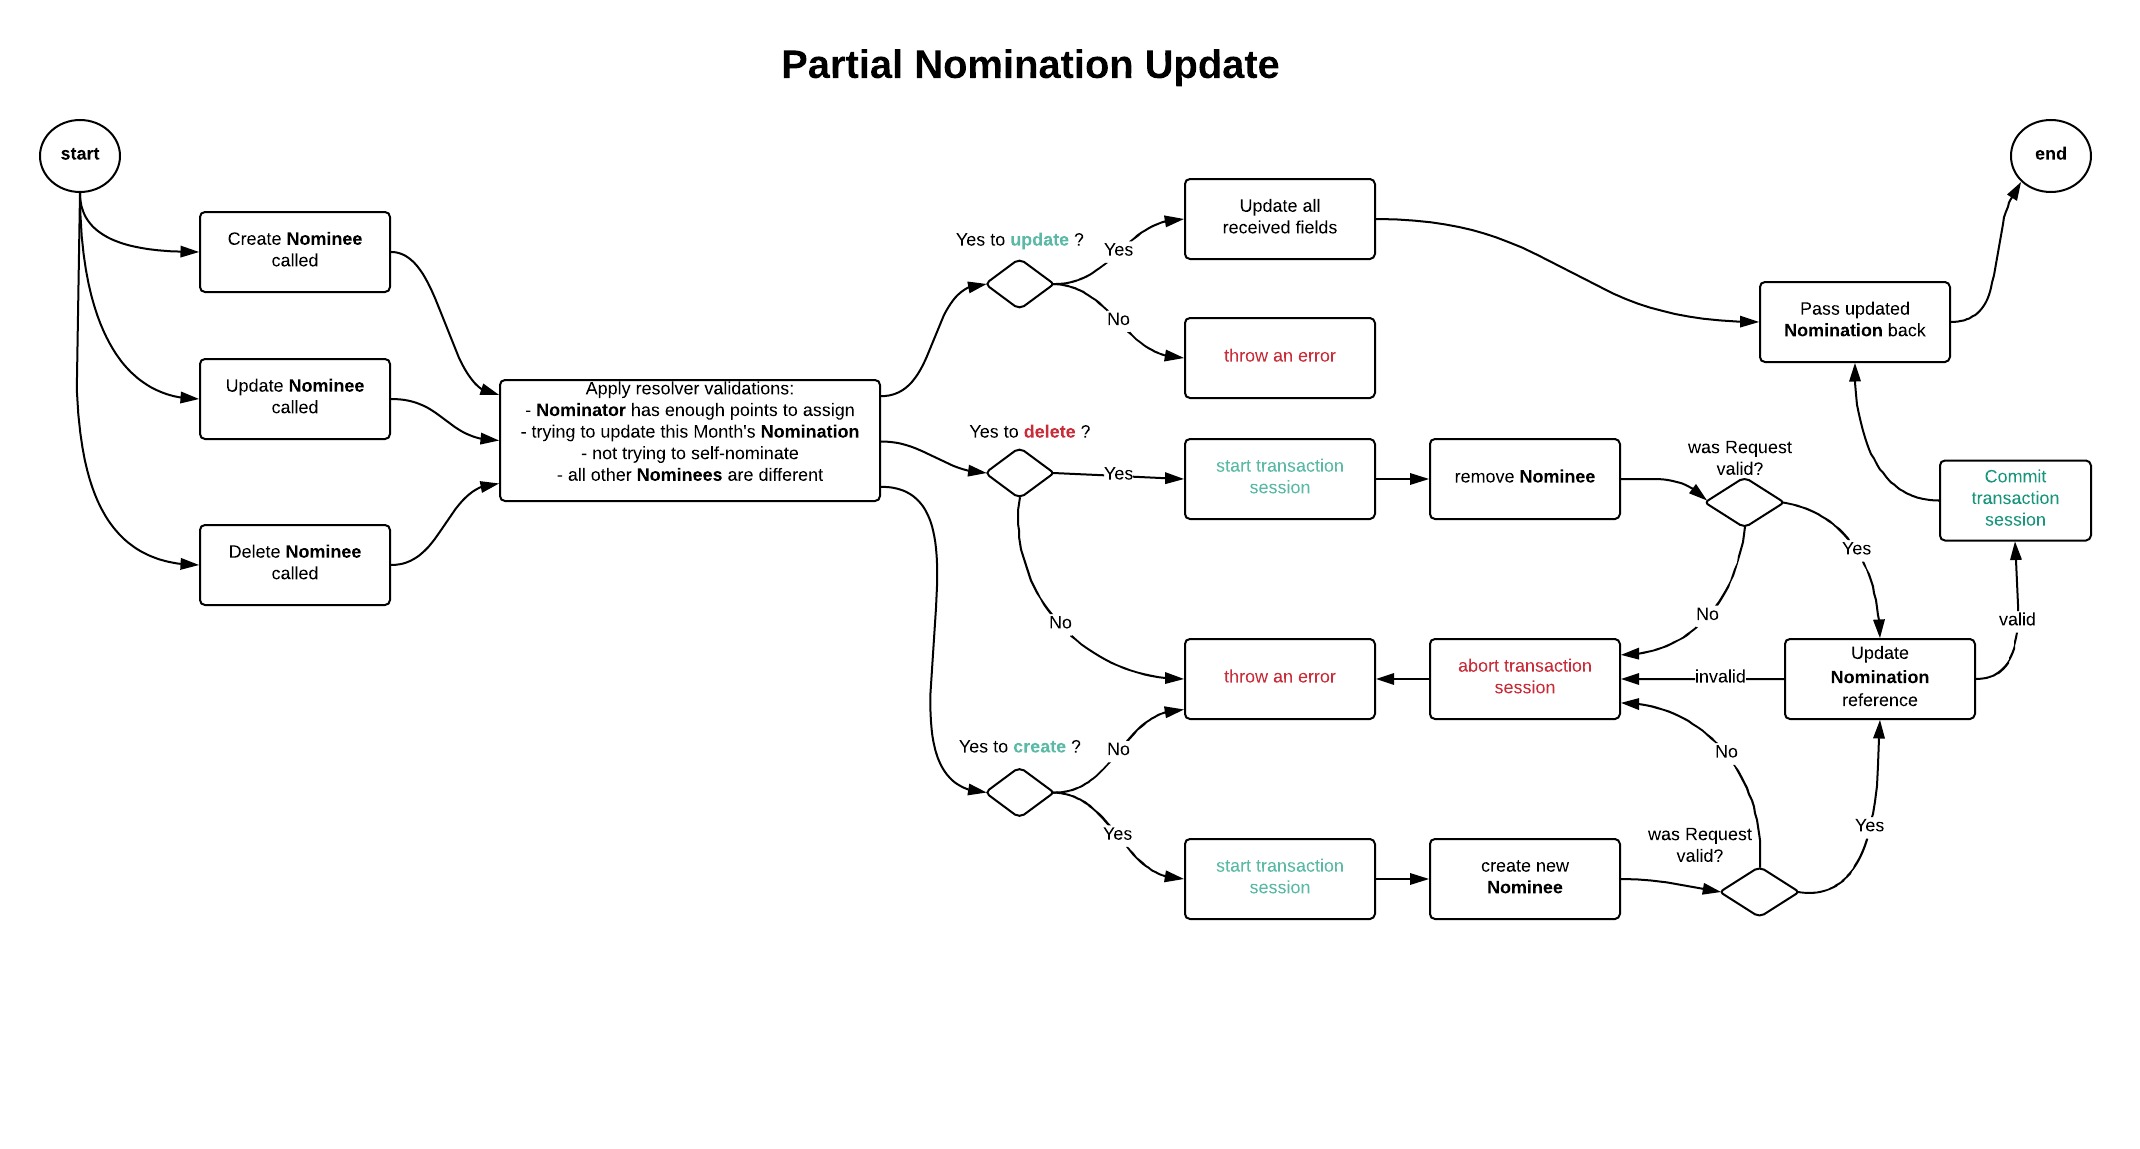 Partial Nomination Update
start
end
Create Nominee
called
Update Nominee
called
Delete Nominee
called
Apply resolver validations:
- Nominator has enough points to assign
- trying to update this Month's Nomination
- not trying to self-nominate
- all other Nominees are different
Yes to update ?
Yes
No
Update all
received fields
throw an error
Pass updated
Nomination back
Yes to delete ?
Yes
No
start transaction
session
remove Nominee
was Request
valid?
Yes
No
Commit
transaction
session
valid
throw an error
abort transaction
session
invalid
Update
Nomination
reference
Yes to create ?
No
Yes
start transaction
session
create new
Nominee
was Request
valid?
No
Yes